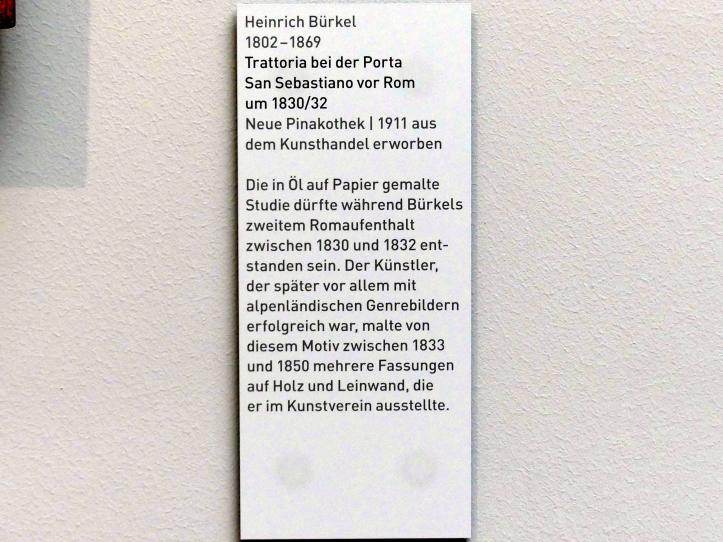 Heinrich Bürkel
1802–1869
Trattoria bei der Porta
San Sebastiano vor Rom
um 1830/32
Neue Pinakothek | 1911 aus
dem Kunsthandel erworben
Die in Öl auf Papier gemalte
Studie dürfte während Bürkels
zweitem Romaufenthalt
zwischen 1830 und 1832 ent-
standen sein. Der Künstler,
der später vor allem mit
alpenländischen Genrebildern
erfolgreich war, malte von
diesem Motiv zwischen 1833
und 1850 mehrere Fassungen
auf Holz und Leinwand, die
er im Kunstverein ausstellte.